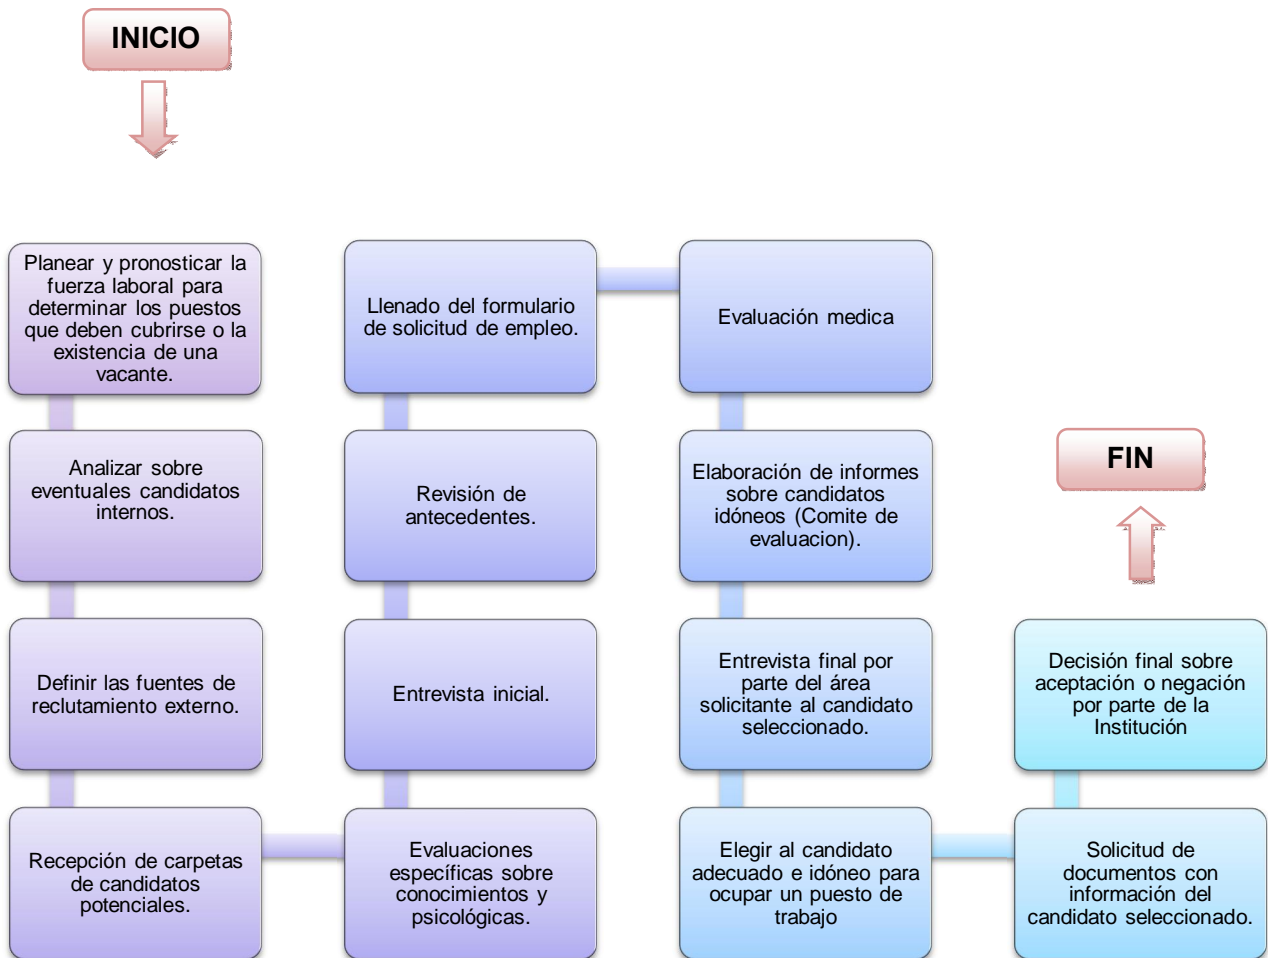 INICIO
Planear y pronosticar la
fuerza laboral para
determinar los puestos
que deben cubrirse o la
existencia de una
vacante.
Analizar sobre
eventuales candidatos
internos.
Definir las fuentes de
reclutamiento externo.
Recepción de carpetas
de candidatos
potenciales.
Evaluaciones
específicas sobre
conocimientos y
psicológicas.
Entrevista inicial.
Revisión de
antecedentes.
Llenado del formulario
de solicitud de empleo.
Evaluación medica
Elaboración de informes
sobre candidatos
idóneos (Comite de
evaluacion).
Entrevista final por
parte del área
solicitante al candidato
seleccionado.
Elegir al candidato
adecuado e idóneo para
ocupar un puesto de
trabajo
Solicitud de
documentos con
información del
candidato seleccionado.
Decisión final sobre
aceptación o negación
por parte de la
Institución
FIN